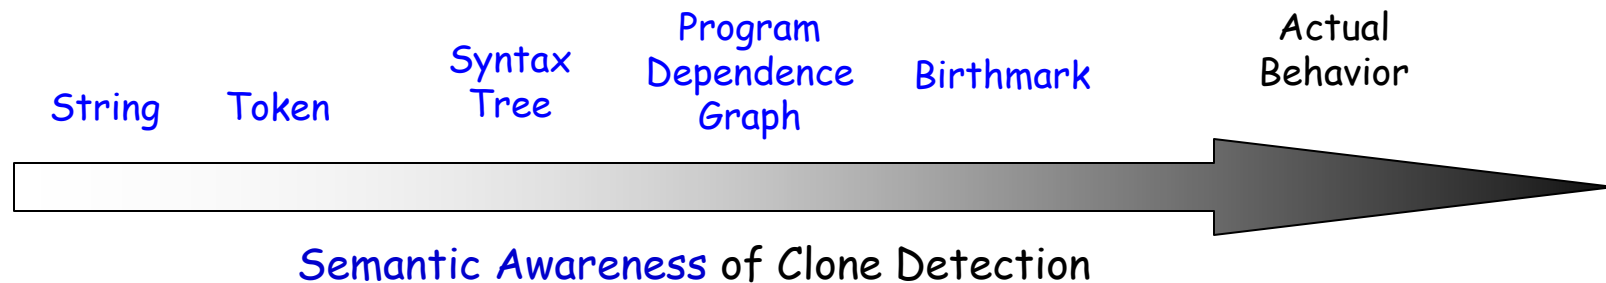 String
Token
Syntax
Tree
Program
Dependence
Graph
Birthmark
Actual
Behavior
Semantic Awareness of Clone Detection